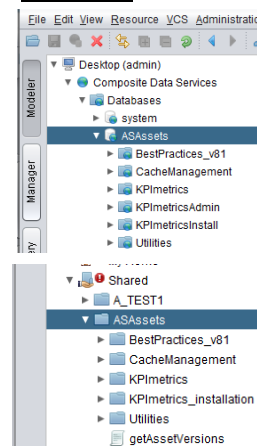 File Edit View Resource VCS Administratio
Desktop (admin)
Composite Data Services
Databases
system
ASAssets
BestPractices_v81
CacheManagement
KPImetrics
KPImetricsAdmin
KPImetricsInstall
Utilities
Modeler
Manager
Shared
A_TEST1
ASAssets
BestPractices_v81
CacheManagement
KPImetrics
KPImetrics_installation
Utilities
getAssetVersions